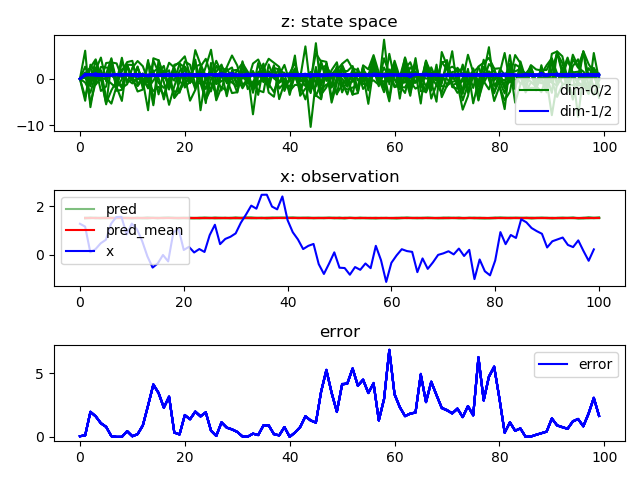 z: state space
0
−10
dim-0/2
dim-1/2
0 20 40 60 80 100
x: observation
2
0
pred
pred_mean
x
0 20 40 60 80 100
error
5
0
error
0 20 40 60 80 100